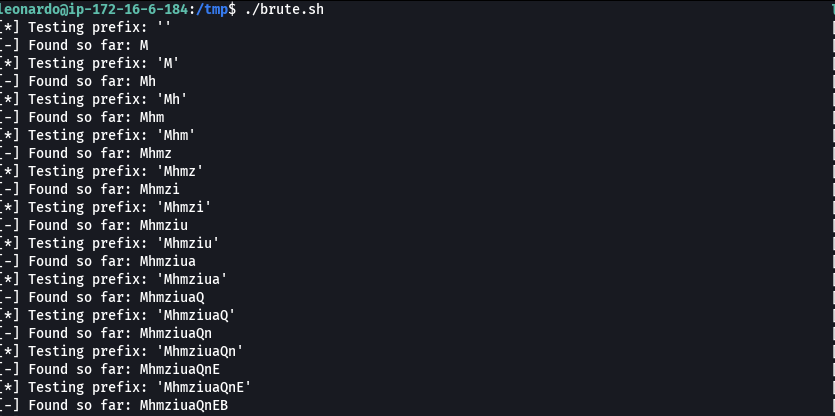 leonardo@ip-172-16-6-184:/tmp$ ./brute.sh
[*] Testing prefix: ''
[-] Found so far: M
[*] Testing prefix: 'M'
[-] Found so far: Mh
[*] Testing prefix: 'Mh'
[-] Found so far: Mhm
[*] Testing prefix: 'Mhm'
[-] Found so far: Mhmz
[*] Testing prefix: 'Mhmz'
[-] Found so far: Mhmzi
[*] Testing prefix: 'Mhmzi'
[-] Found so far: Mhmziu
[*] Testing prefix: 'Mhmziu'
[-] Found so far: Mhmziua
[*] Testing prefix: 'Mhmziua'
[-] Found so far: MhmziuaQ
[*] Testing prefix: 'MhmziuaQ'
[-] Found so far: MhmziuaQn
[*] Testing prefix: 'MhmziuaQn'
[-] Found so far: MhmziuaQnE
[*] Testing prefix: 'MhmziuaQnE'
[-] Found so far: MhmziuaQnEB